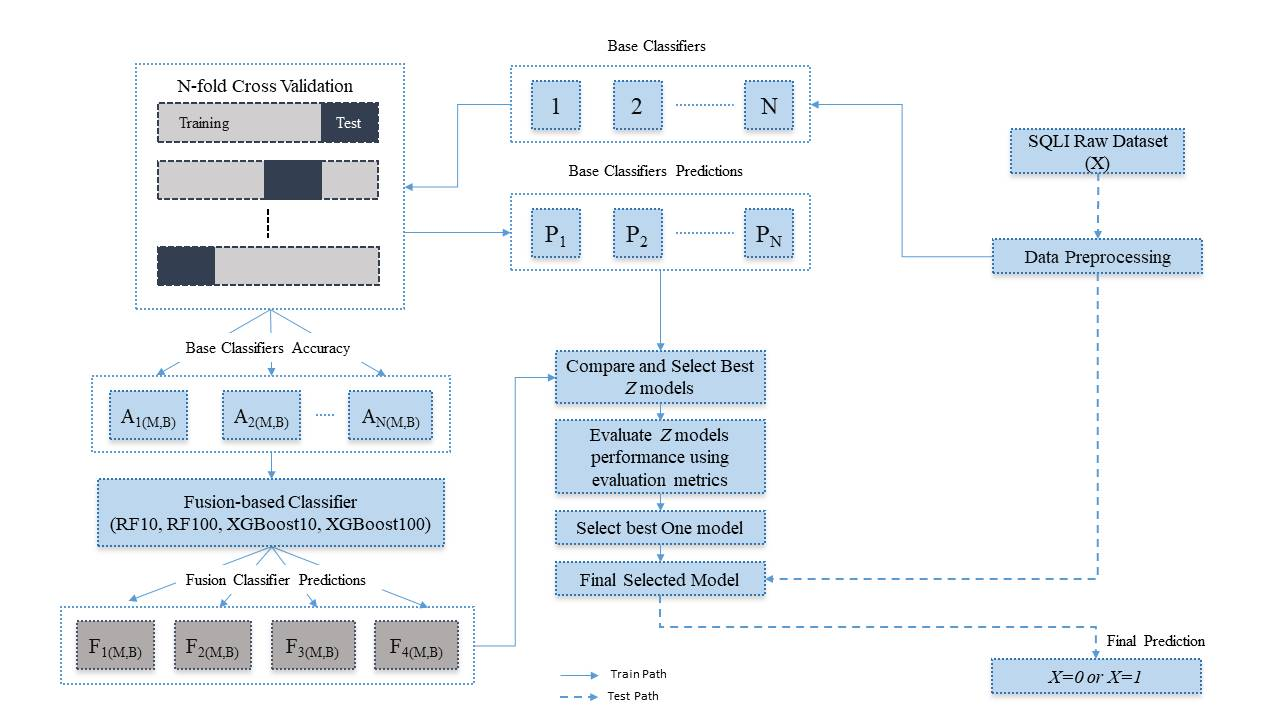 Base Classifiers
1
2
N
N-fold Cross Validation
Training
Test
SQLI Raw Dataset
(X)
Base Classifiers Predictions
P1
P2
PN
Data Preprocessing
Base Classifiers Accuracy
A1(M,B)
A2(M,B)
AN(M,B)
Compare and Select Best
Z models
Evaluate Z models
performance using
evaluation metrics
Fusion-based Classifier
(RF10, RF100, XGBoost10, XGBoost100)
Select best One model
Final Selected Model
Fusion Classifier Predictions
F1(M,B)
F2(M,B)
F3(M,B)
F4(M,B)
Final Prediction
X=0 or X=1
Train Path
Test Path